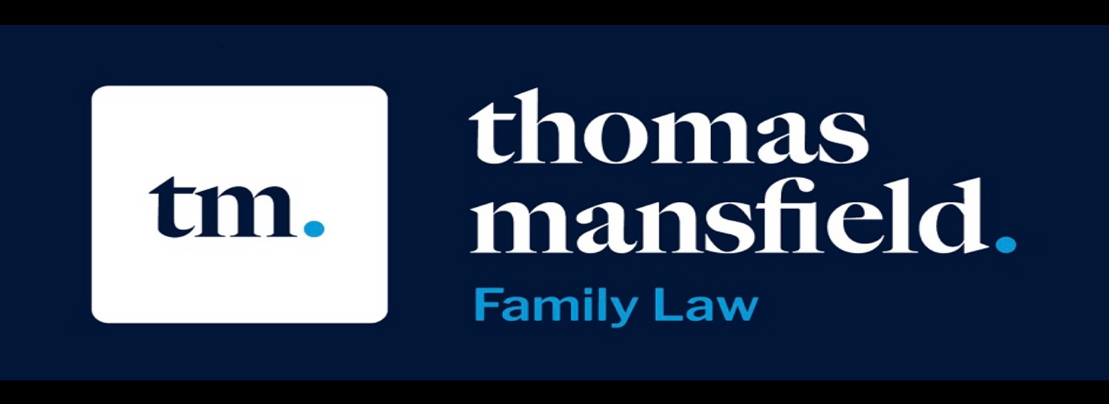 tm.
thomas
mansfield.
Family Law